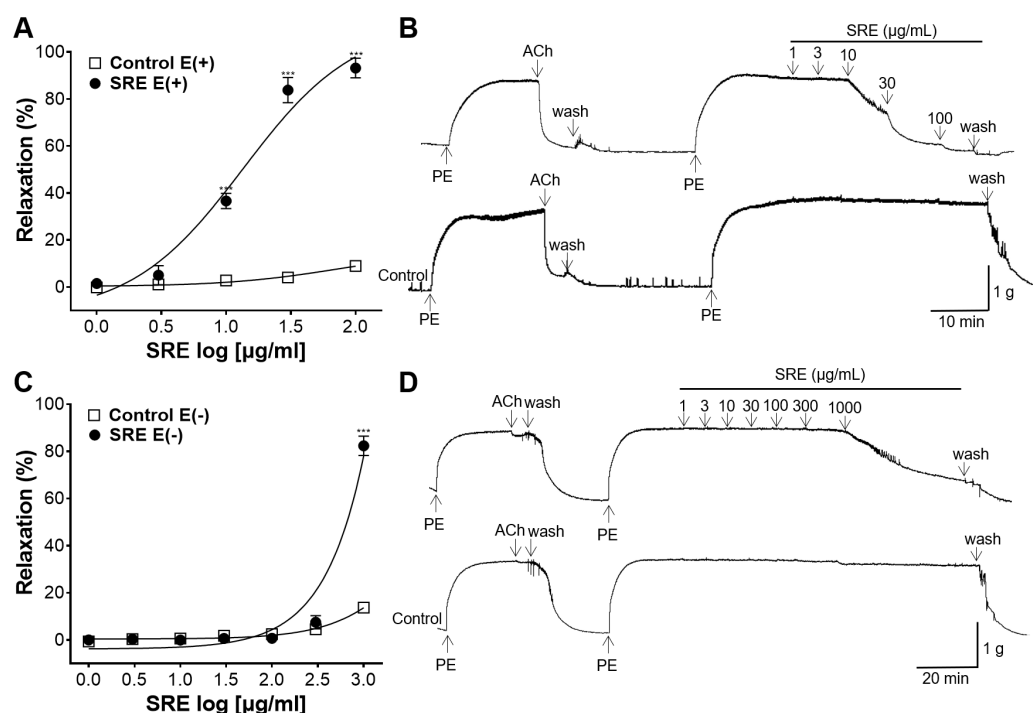 A
Relaxation (%)
100
80
60
40
20
0
Control E(+)
SRE E(+)
***
***
***
0.0 0.5 1.0 1.5 2.0
SRE log [µg/ml]
B
SRE (µg/mL)
ACh
1 3 10
30
wash
100
wash
PE
PE
ACh
wash
wash
Control
PE
PE
1 g
10 min
C
Relaxation (%)
100
80
60
40
20
0
Control E(-)
SRE E(-)
***
0.0 0.5 1.0 1.5 2.0 2.5 3.0
SRE log [µg/ml]
D
SRE (µg/mL)
ACh wash
1 3 10 30 100 300 1000
wash
PE
PE
ACh wash
wash
Control
PE
PE
1 g
20 min